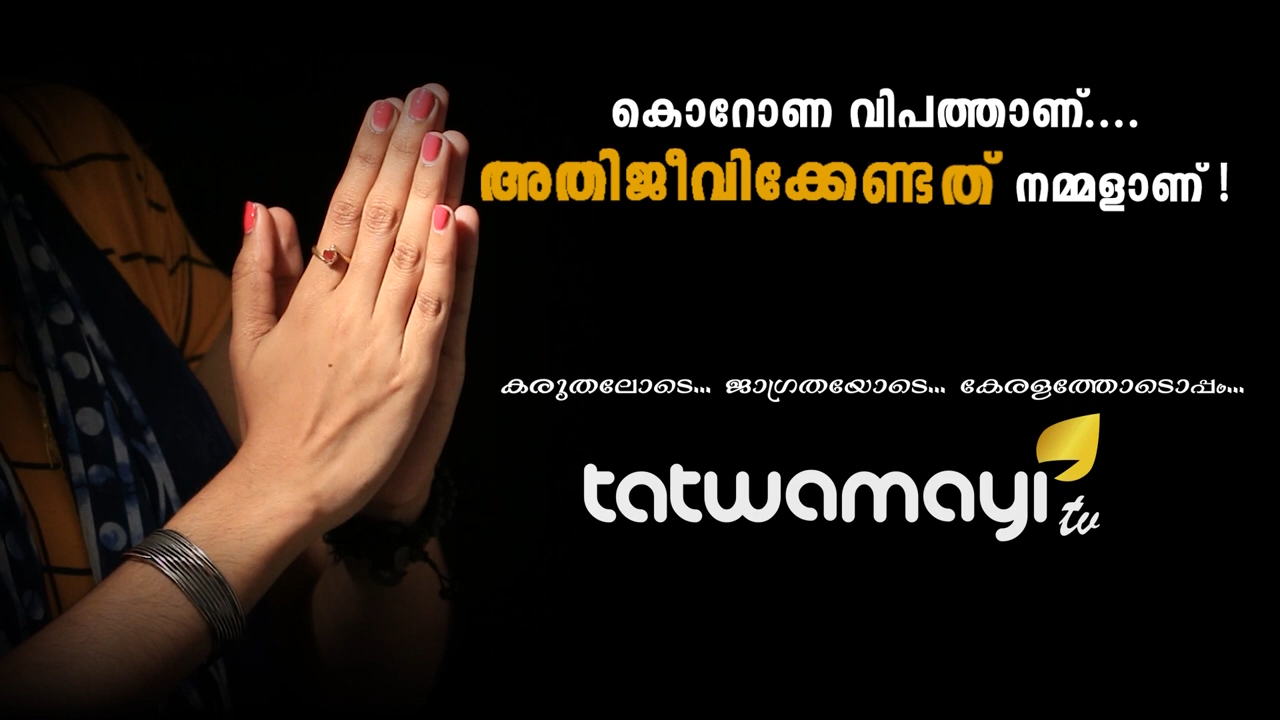 കൊറോണ വിപത്താണ്....
അതിജീവിക്കേണ്ടത് നമ്മളാണ് !
കരുതലോടെ... ജാഗ്രതയോടെ... കേരളത്തോടൊപ്പം...
tatwamayi
tv